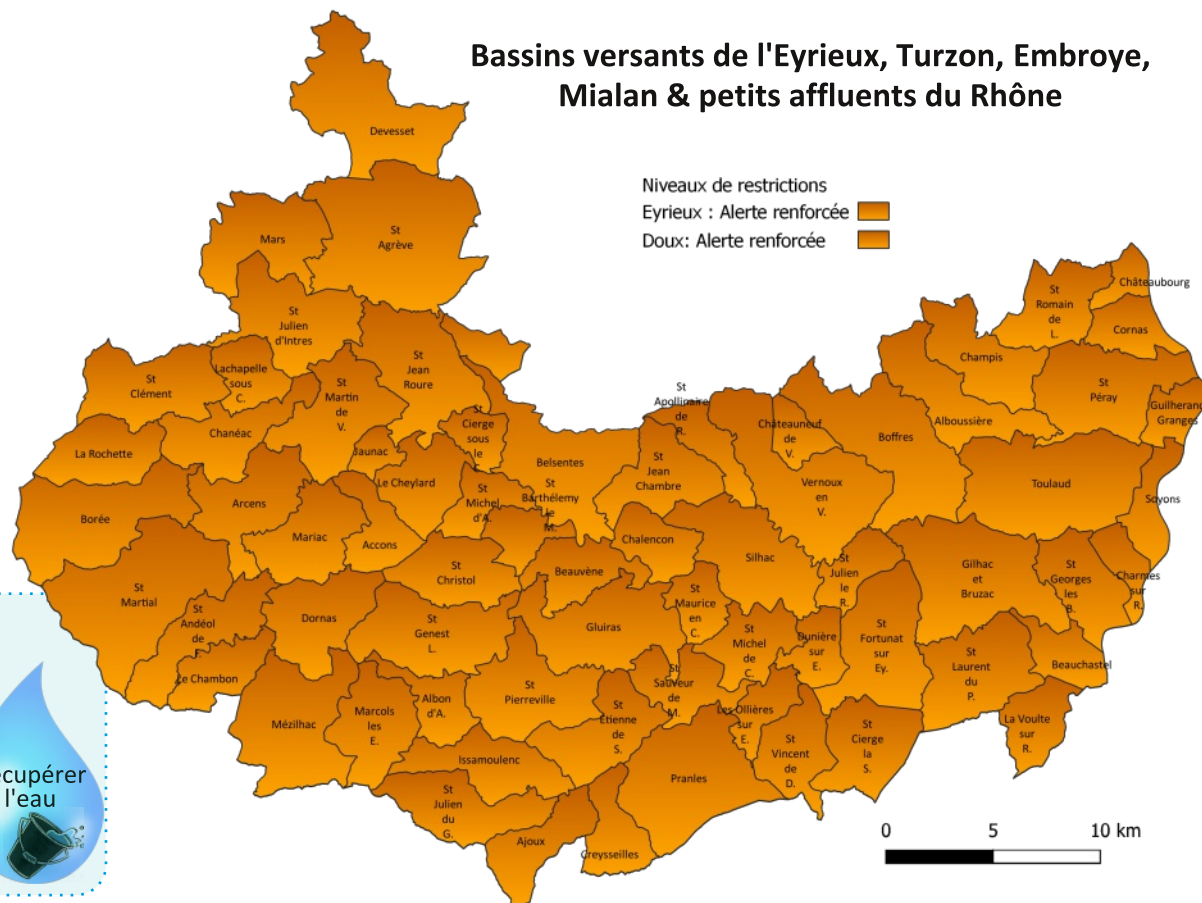 Bassins versants de l'Eyrieux, Turzon, Embroye,
Mialan & petits affluents du Rhône
Niveaux de restrictions
Eyrieux : Alerte renforcée
Doux: Alerte renforcée
Devesset
St
Agrève
Mars
St
Julien
d'Intres
St
Jean
Roure
Lachapelle
sous
C.
St
Clément
St
Martin
de
V.
Chanéac
La Rochette
Jaunac
St
Cierge
sous
le
Le Cheylard
Belsentes
St
Apollinaire
de
R.
St
Jean
Chambre
Châteauneuf
de
V.
Boffres
Alboussière
Champis
St
Romain
de
L.
Châteaubourg
Cornas
St
Péray
Guilherand
Granges
Toulaud
Soyons
Vernoux
en
V.
St
Barthélemy
le
M.
St
Michel
d'A.
Arcens
Borée
Mariac
Accons
Chalencon
Silhac
St
Christol
Beauvène
St
Martial
St
Andéol
de
F.
Dornas
St
Genest
L.
Gluiras
St
Maurice
en
C.
St
Julien
le
R.
Gilhac
et
Bruzac
St
Georges
les
B.
Charmes
sur
R.
St
Michel
de
C.
Dunière
sur
E.
St
Fortunat
sur
Ey.
St
Laurent
du
P.
Beauchastel
Le Chambon
St
Sauveur
de
M.
St
Pierreville
Albon
d'A.
Marcols
les
E.
Mézilhac
St
Etienne
de
S.
Les Ollières
sur
E.
St
Vincent
de
D.
St
Cierge
la
S.
La Voulte
sur
R.
Issamoulenc
Pranles
St
Julien
du
G.
Ajoux
Creysseilles
écupérer
l'eau
0 5 10 km